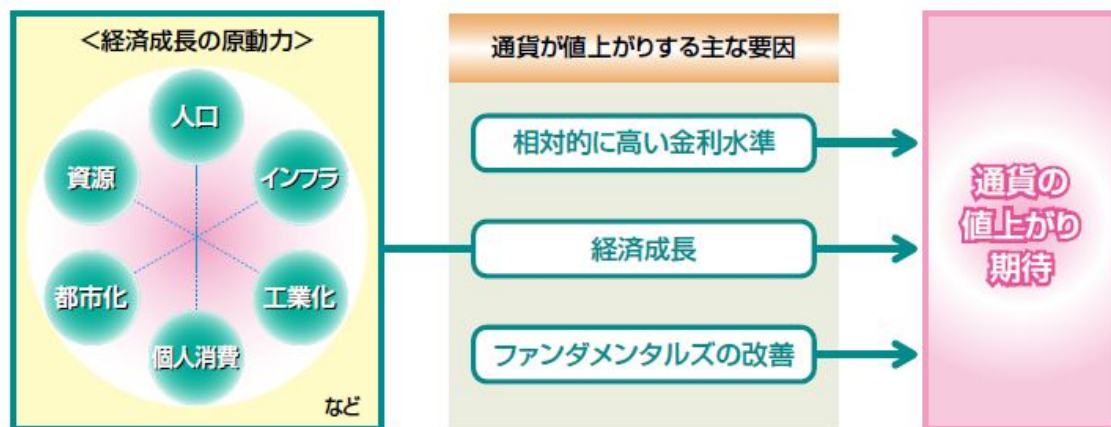 <経済成長の原動力>
人口
資源
インフラ
都市化
工業化
個人消費
など
通貨が値上がりする主な要因
相対的に高い金利水準
経済成長
ファンダメンタルズの改善
通貨の
値上がり
期待